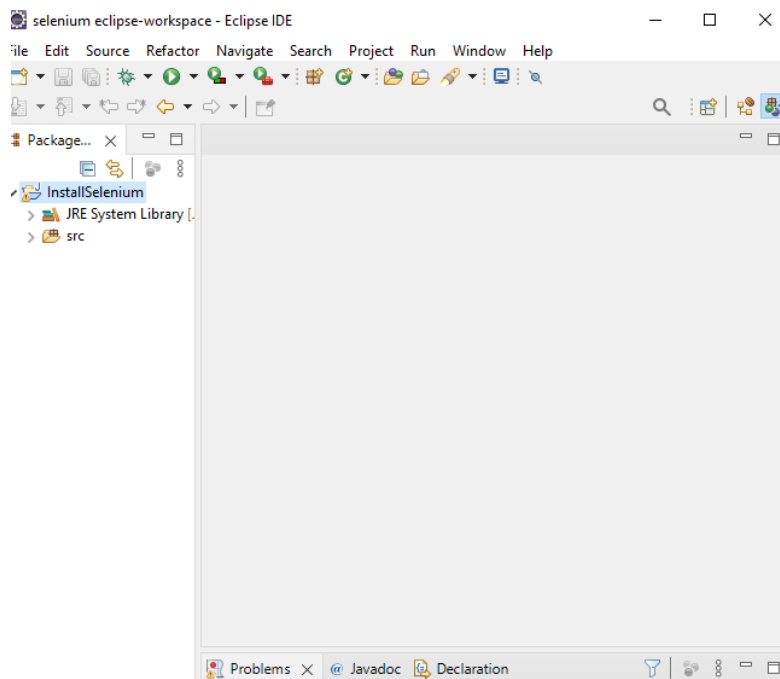 selenium eclipse-workspace - Eclipse IDE
File Edit Source Refactor Navigate Search Project Run Window Help
Package...
InstallSelenium
JRE System Library [.
src
Problems @ Javadoc Declaration